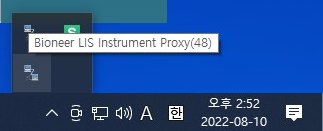 S
Bioneer LIS Instrument Proxy(48)
A 한 오후 2:52
2022-08-10